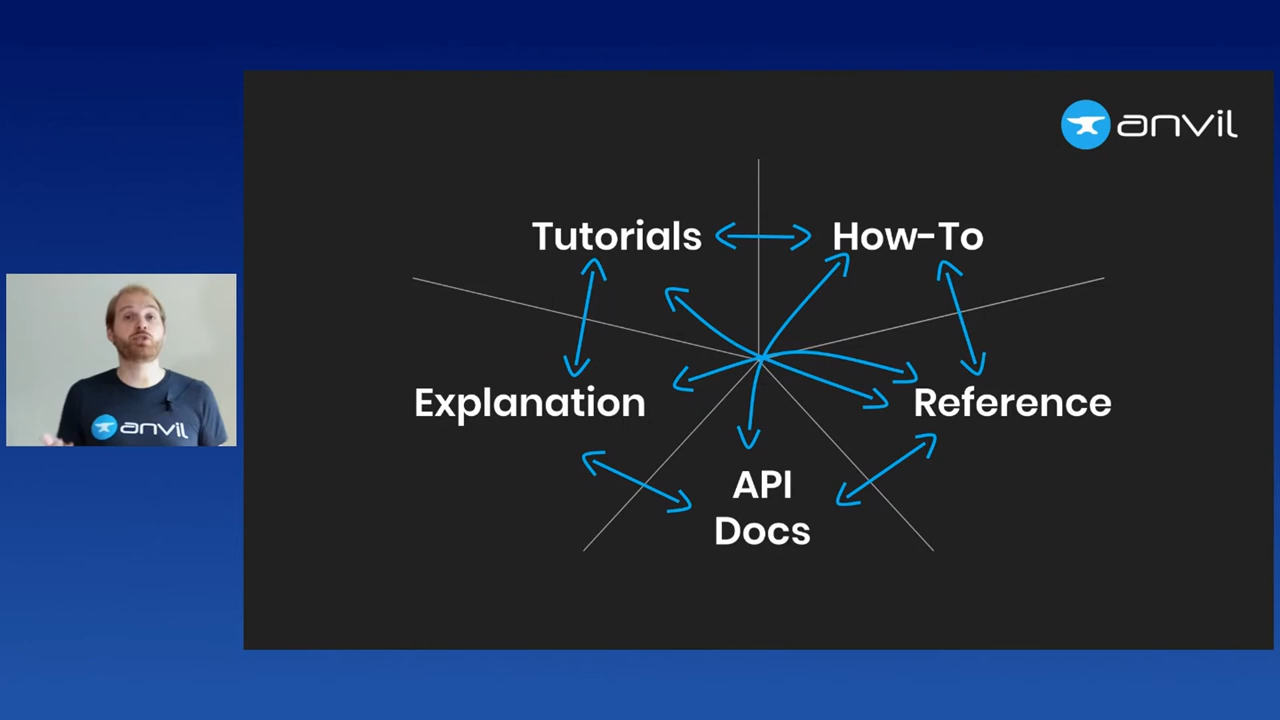 anvil
Tutorials
How-To
Explanation
Reference
API
Docs
anvil